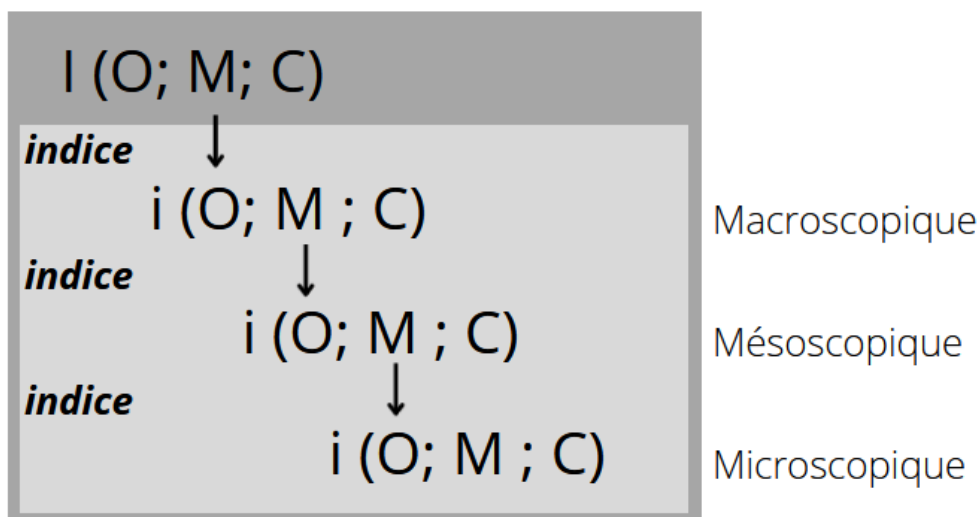 I (O; M; C)
indice
i (O; M ; C)
Macroscopique
indice
i (O; M ; C)
Mésoscopique
indice
i (O; M ; C)
Microscopique